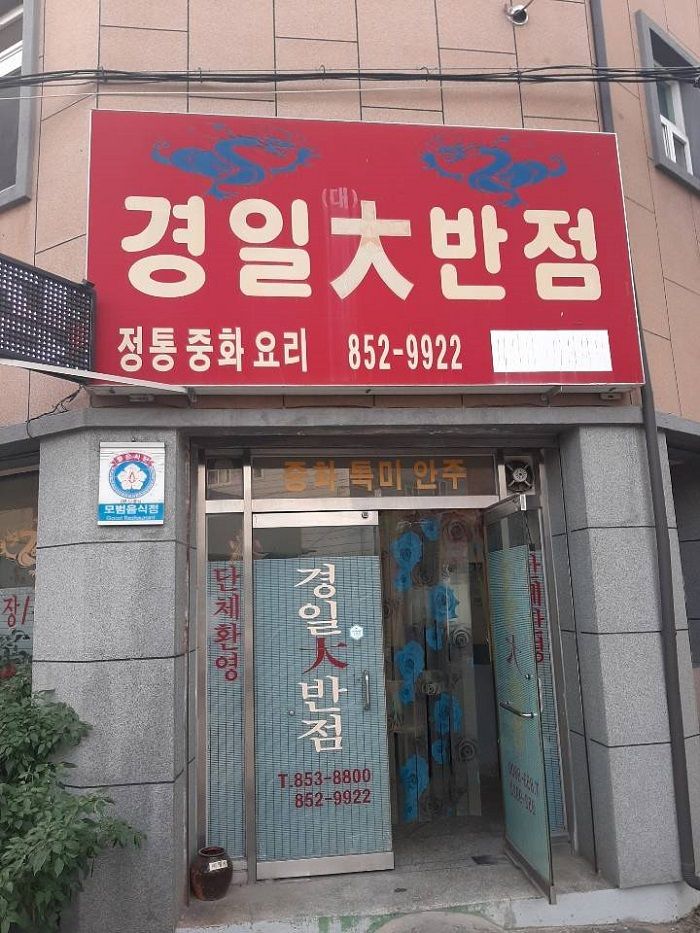 (대)
경일大반점
정통 중화 요리 852-9922
중화 특미 안주
모범음식점
Good Restaurant
단체환영
경일大반점
T.853-8800
852-9922